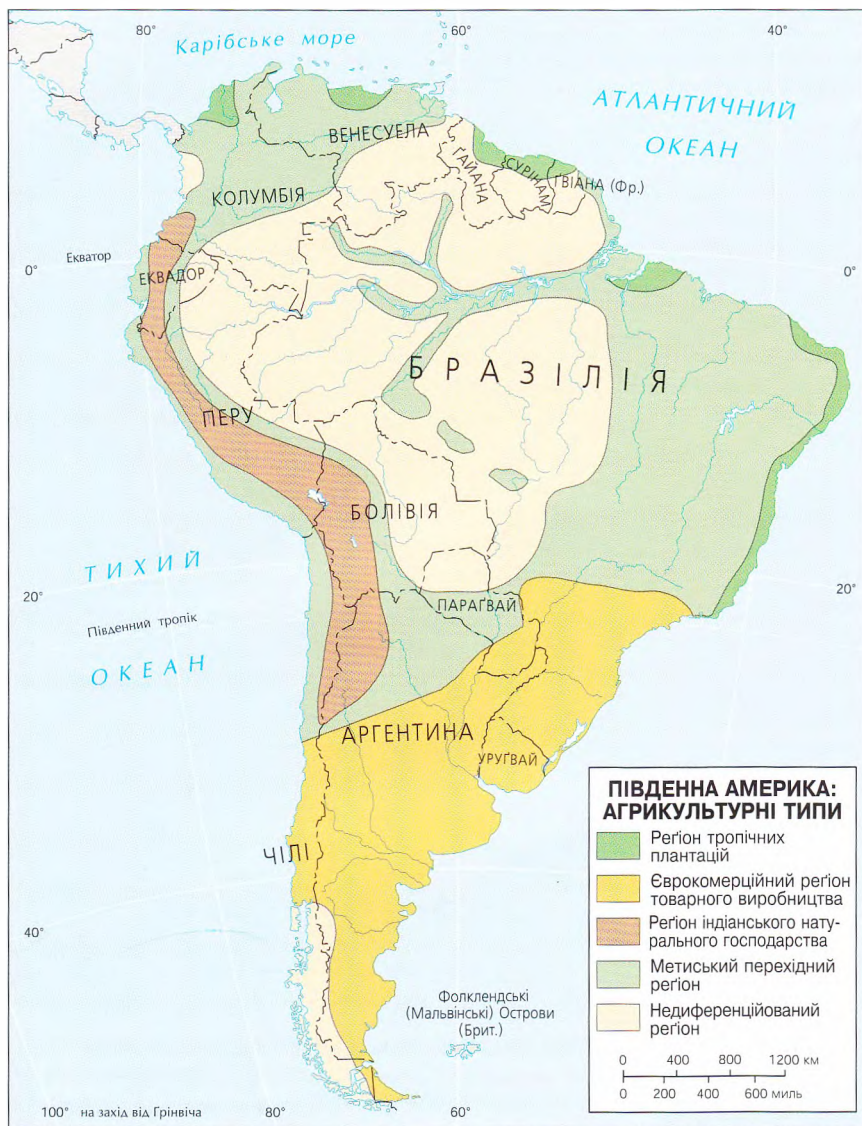 80°
60°
40°
Карібське море
АТЛАНТИЧНИЙ
ОКЕАН
ВЕНЕСУЕЛА
ҐАЙАНА
СУРІНАМ
ҐВІАНА (Фр.)
КОЛУМБІЯ
Екватор
0°
0°
ЕКВАДОР
БРАЗІЛІЯ
ПЕРУ
БОЛІВІЯ
ТИХИЙ
20°
20°
ПАРАҐВАЙ
Південний тропік
ОКЕАН
АРГЕНТИНА
УРУҐВАЙ
ЧІЛІ
40°
Фолклендські
(Мальвінські) Острови
(Брит.)
100° на захід від Ґрінвіча
80°
60°
ПІВДЕННА АМЕРИКА:
АГРИКУЛЬТУРНІ ТИПИ
Реґіон тропічних
плантацій
Єврокомерційний реґіон
товарного виробництва
Реґіон індіанського нату-
рального господарства
Метиський перехідний
реґіон
Недиференційований
реґіон
0 400 800 1200 км
0 200 400 600 миль